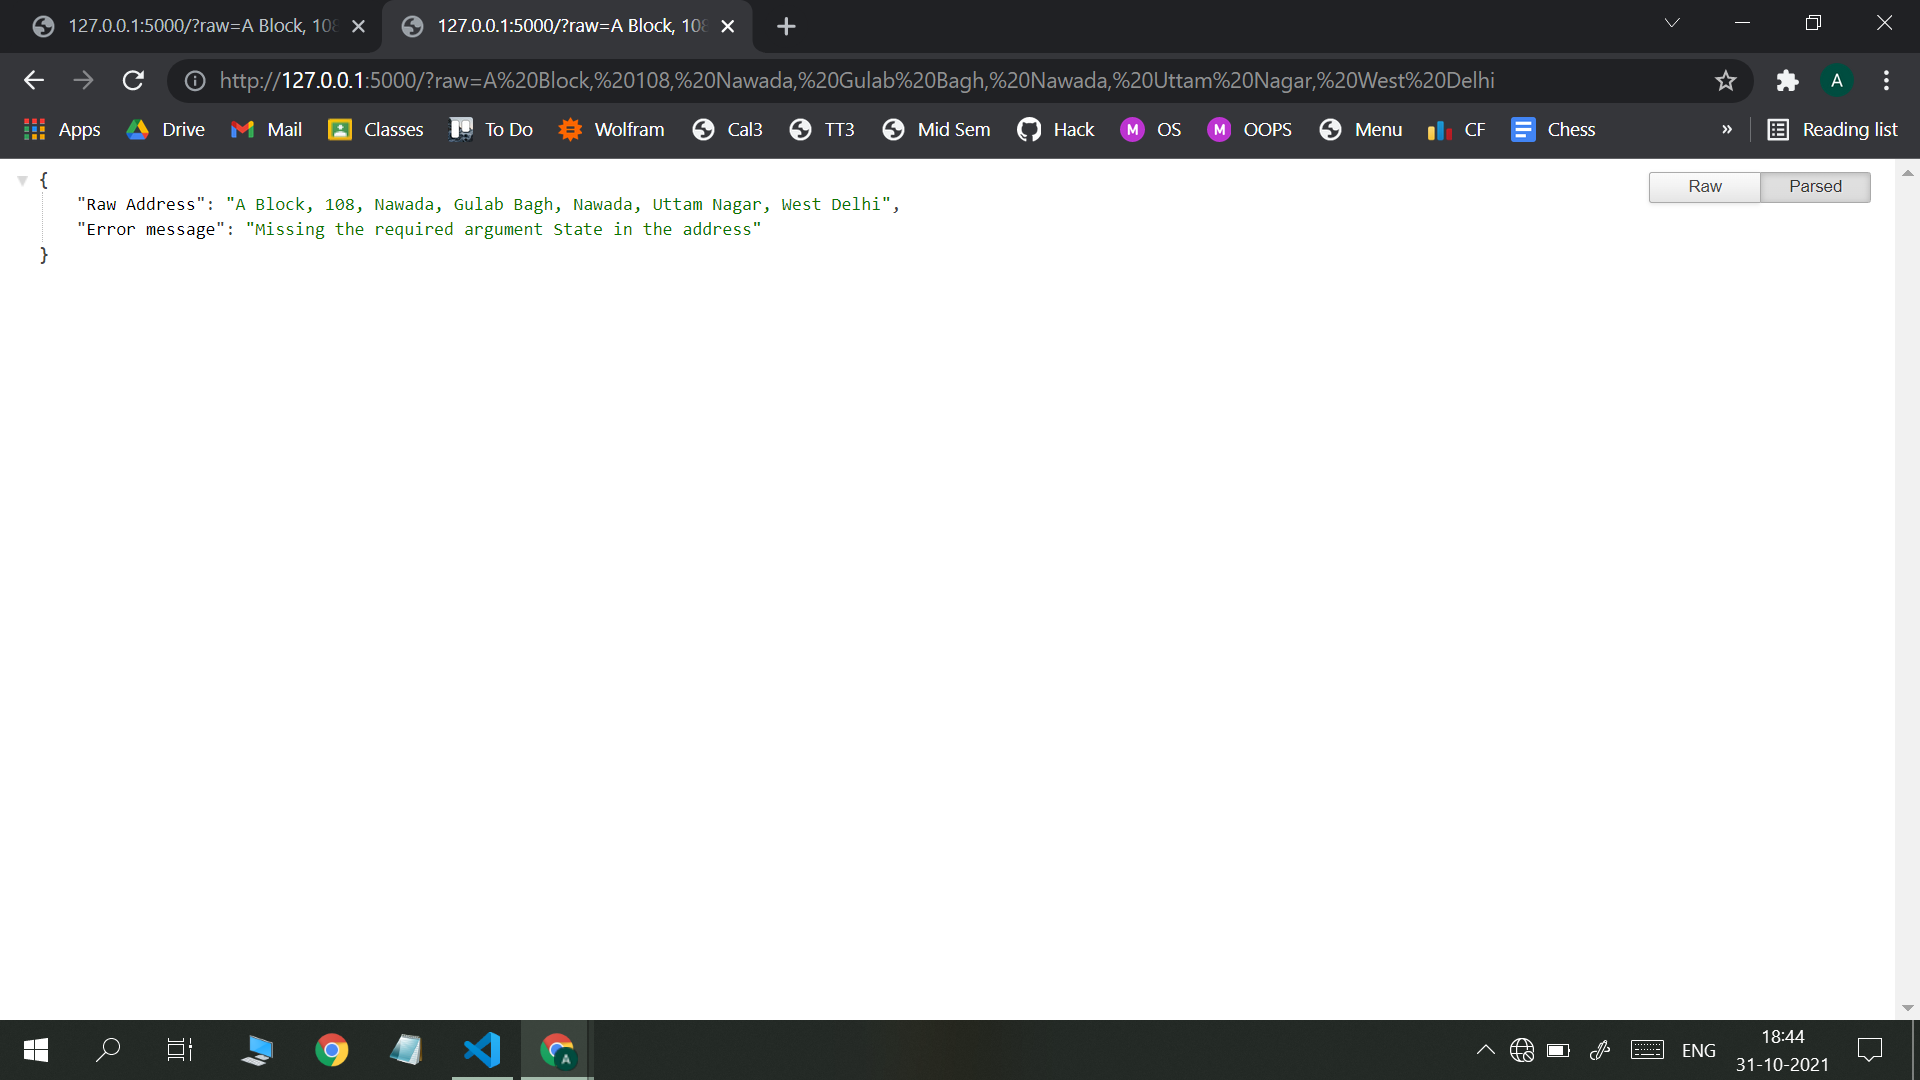 127.0.0.1:5000/?raw=A Block, 108
127.0.0.1:5000/?raw=A Block, 108
http://127.0.0.1:5000/?raw=A%20Block,%20108,%20Nawada,%20Gulab%20Bagh,%20Nawada,%20Uttam%20Nagar,%20West%20Delhi
A
Apps Drive Mail Classes To Do Wolfram Cal3 TT3 Mid Sem Hack M OS M OOPS Menu CF Chess » Reading list
{
"Raw Address": "A Block, 108, Nawada, Gulab Bagh, Nawada, Uttam Nagar, West Delhi",
"Error message": "Missing the required argument State in the address"
}
Raw Parsed
A
ENG
18:44
31-10-2021